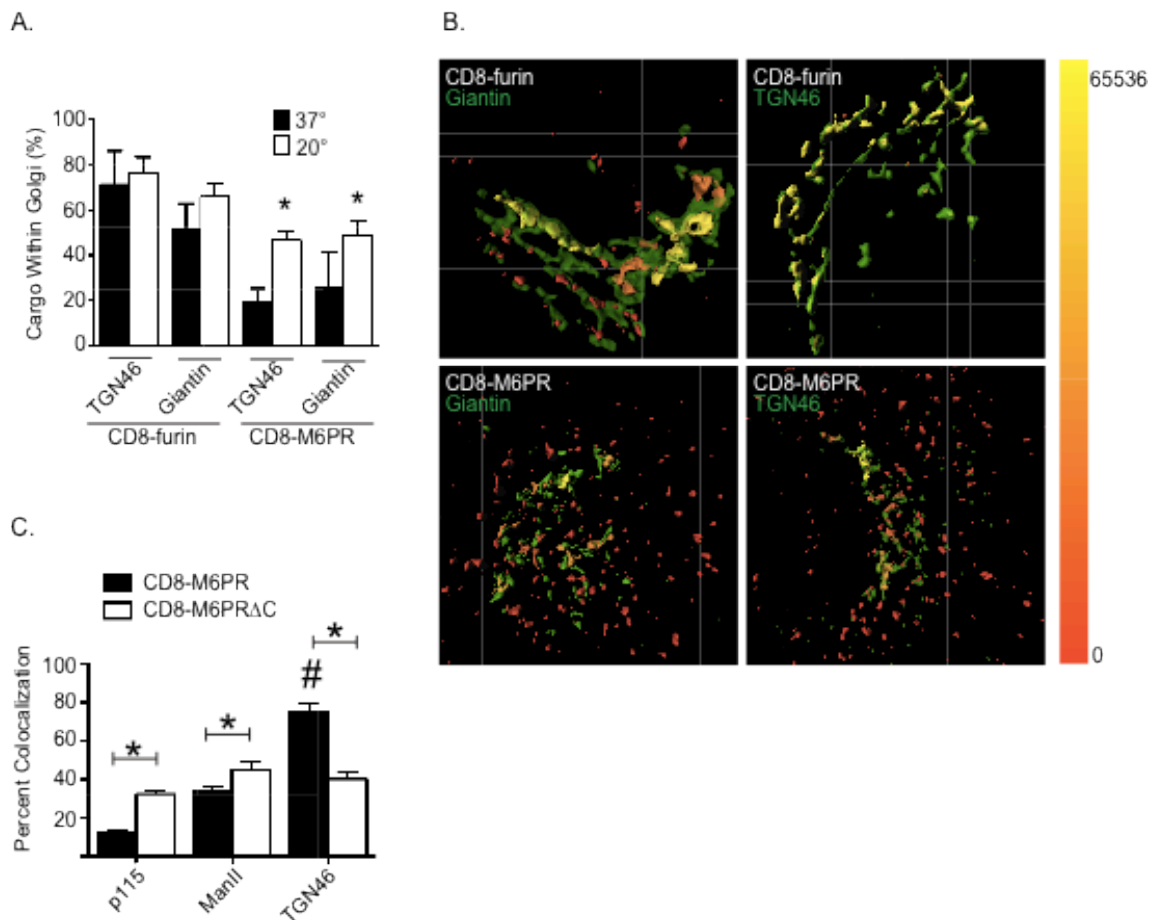 A.
Cargo Within Golgi (%)
100
80
60
40
20
0
37°
20°
*
*
TGN46
Giantin
TGN46
Giantin
CD8-furin
CD8-M6PR
B.
CD8-furin
Giantin
CD8-furin
TGN46
CD8-M6PR
Giantin
CD8-M6PR
TGN46
65536
0
C.
CD8-M6PR
CD8-M6PRΔC
Percent Colocalization
100
80
60
40
20
*
*
#
*
p115
ManII
TGN46